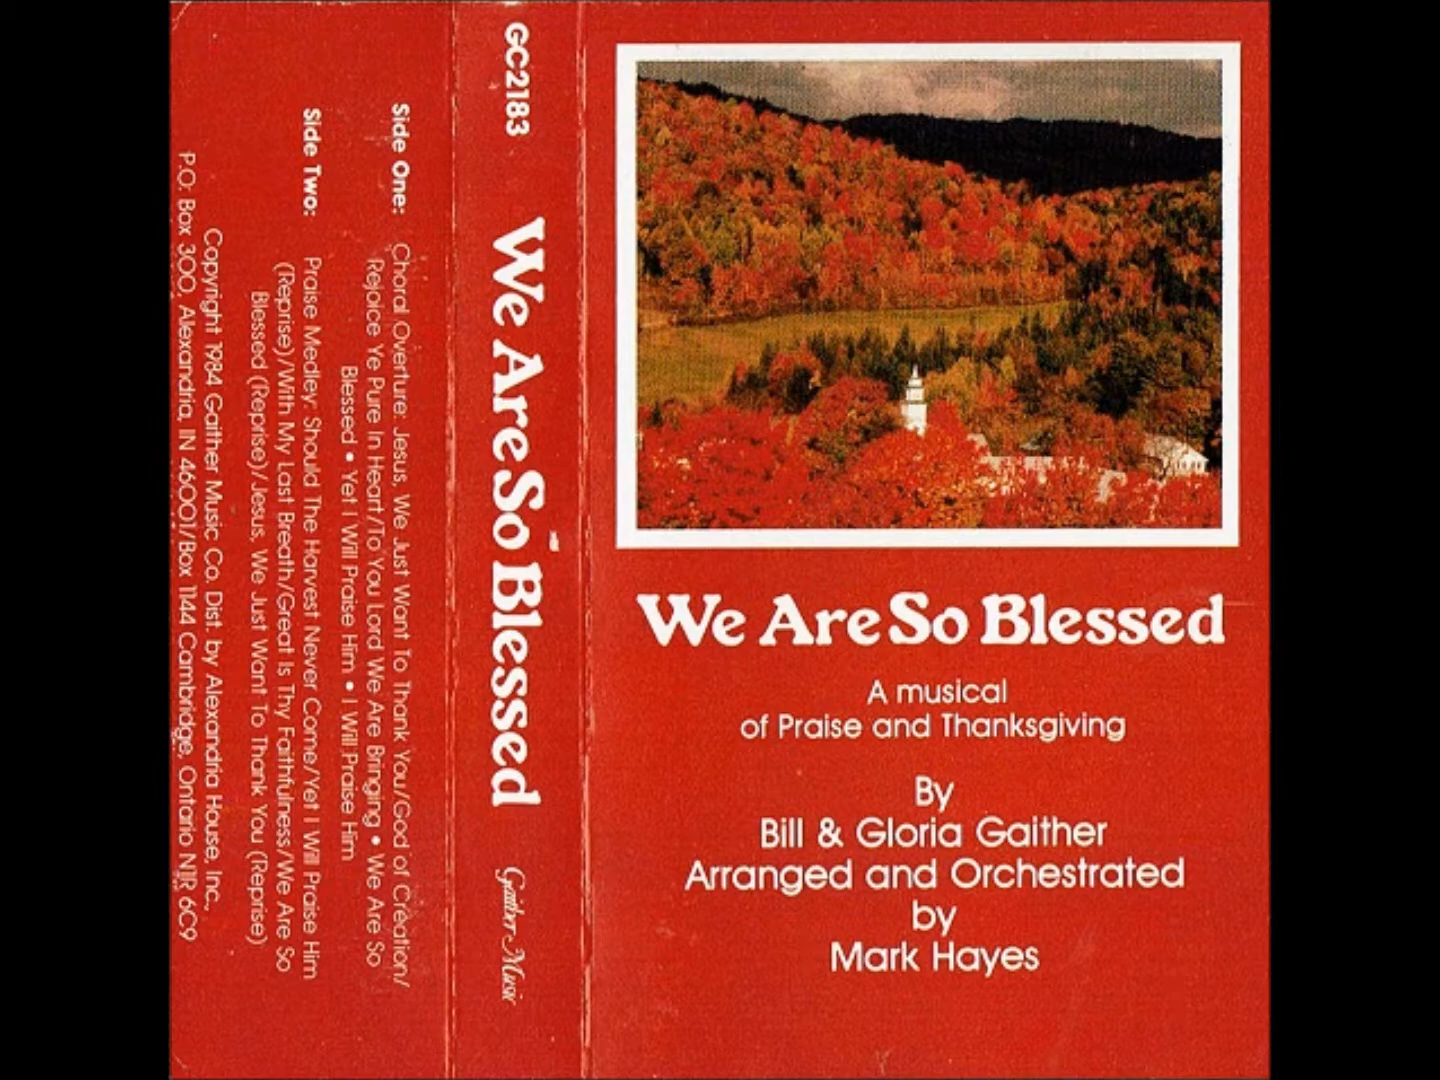 We Are So Blessed
A musical
of Praise and Thanksgiving
By
Bill & Gloria Gaither
Arranged and Orchestrated
by
Mark Hayes
GC2183
We Are So Blessed
Gaither Music
Side One:
Choral Overture: Jesus, We Just Want To Thank You/God of Creation/
Rejoice Ye Pure In Heart/To You Lord We Are Bringing • We Are So
Blessed • Yet I Will Praise Him • I Will Praise Him
Side Two:
Praise Medley: Should The Harvest Never Come/Yet I Will Praise Him
(Reprise)/With My Last Breath/Great Is Thy Faithfulness/We Are So
Blessed (Reprise)/Jesus, We Just Want To Thank You (Reprise)
Copyright 1984 Gaither Music Co. Dist. by Alexandria House, Inc.,
P.O. Box 300, Alexandria, IN 46001/Box 1144 Cambridge, Ontario N1R 6C9